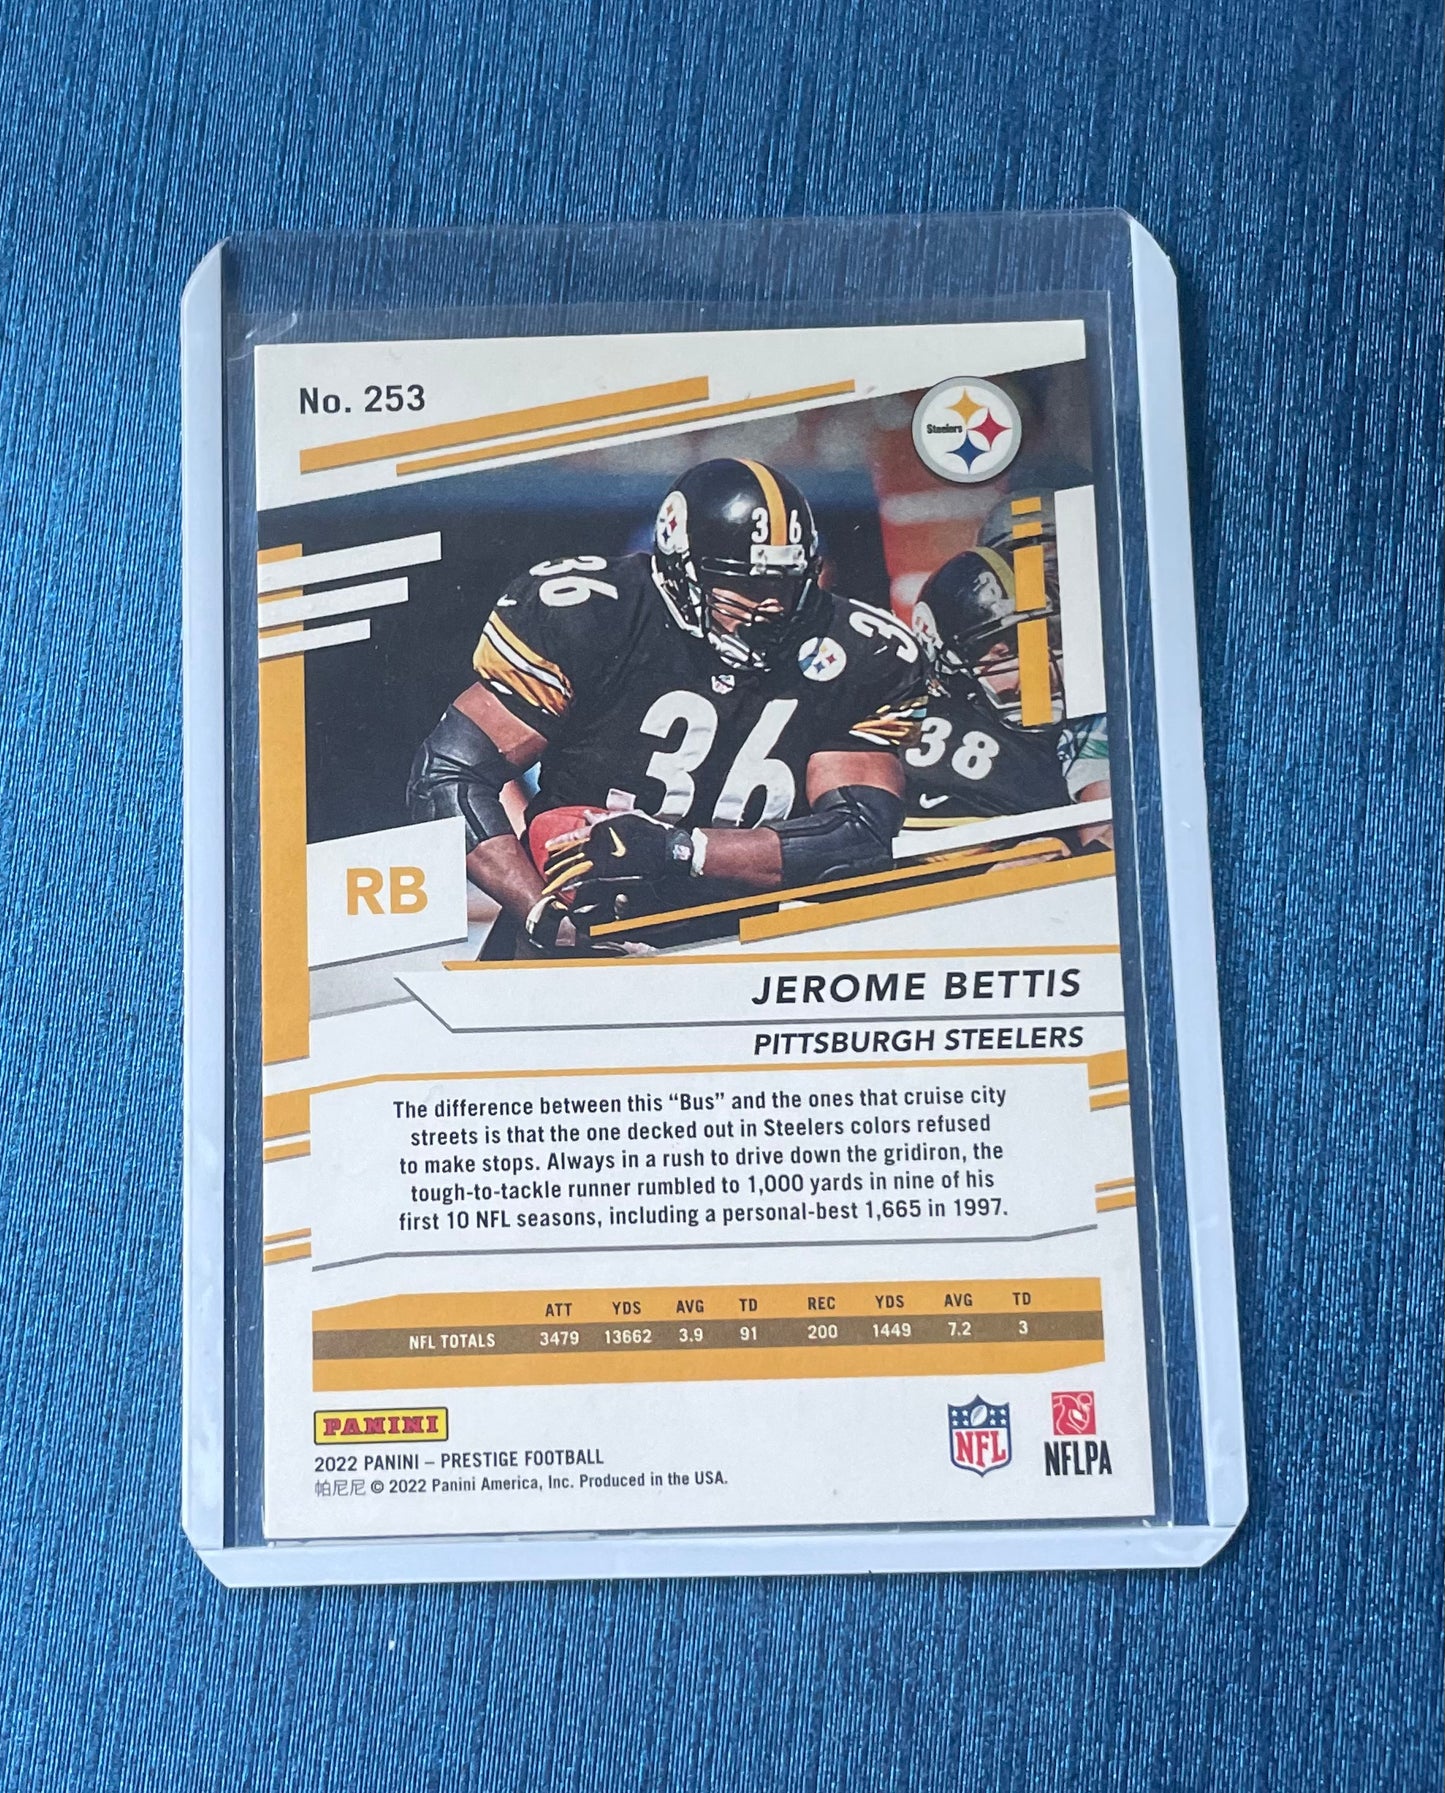 No. 253
Steelers
36
36
36
36
38
RB
JEROME BETTIS
PITTSBURGH STEELERS
The difference between this “Bus” and the ones that cruise city
streets is that the one decked out in Steelers colors refused
to make stops. Always in a rush to drive down the gridiron, the
tough-to-tackle runner rumbled to 1,000 yards in nine of his
first 10 NFL seasons, including a personal-best 1,665 in 1997.
ATT YDS AVG TD REC YDS AVG TD
NFL TOTALS 3479 13662 3.9 91 200 1449 7.2 3
PANINI
2022 PANINI – PRESTIGE FOOTBALL
帕尼尼 © 2022 Panini America, Inc. Produced in the USA.
NFL
NFLPA